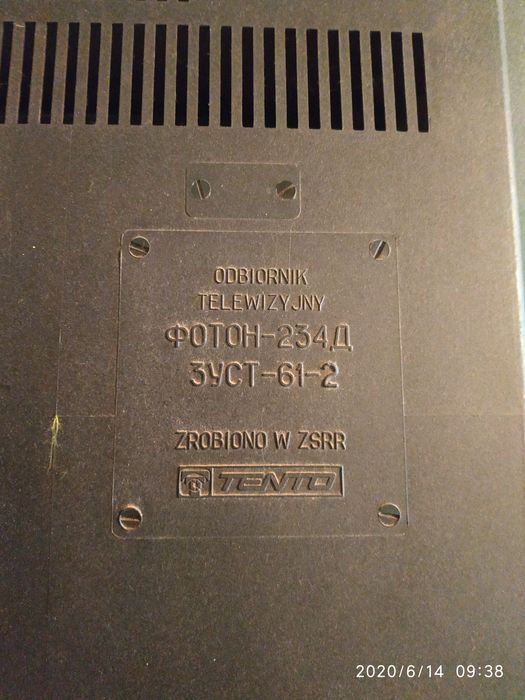 ODBIORNIK
TELEWIZYJNY
ФОТОН-234Д
3УСТ-61-2
ZROBIONO W ZSRR
TENTO
2020/6/14 09:38